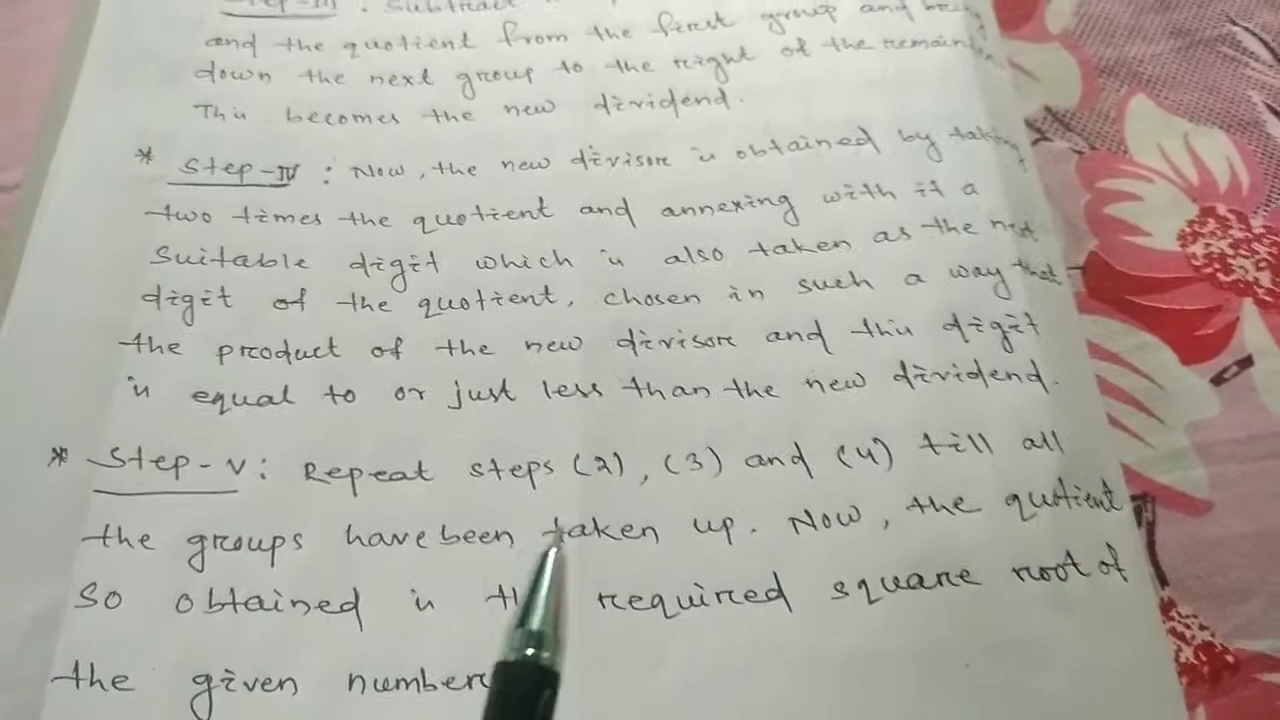 Step-III : Subtract
and the quotient from the first group and bring
down the next group to the right of the remain
This becomes the new dividend.
* Step-IV : Now, the new divisor is obtained by taking
two times the quotient and annexing with it a
suitable digit which is also taken as the next
digit of the quotient, chosen in such a way that
the product of the new divisor and this digit
is equal to or just less than the new dividend.
* Step-V : Repeat steps (2), (3) and (4) till all
the groups have been taken up. Now, the quotient
so obtained is the required square root of
the given number